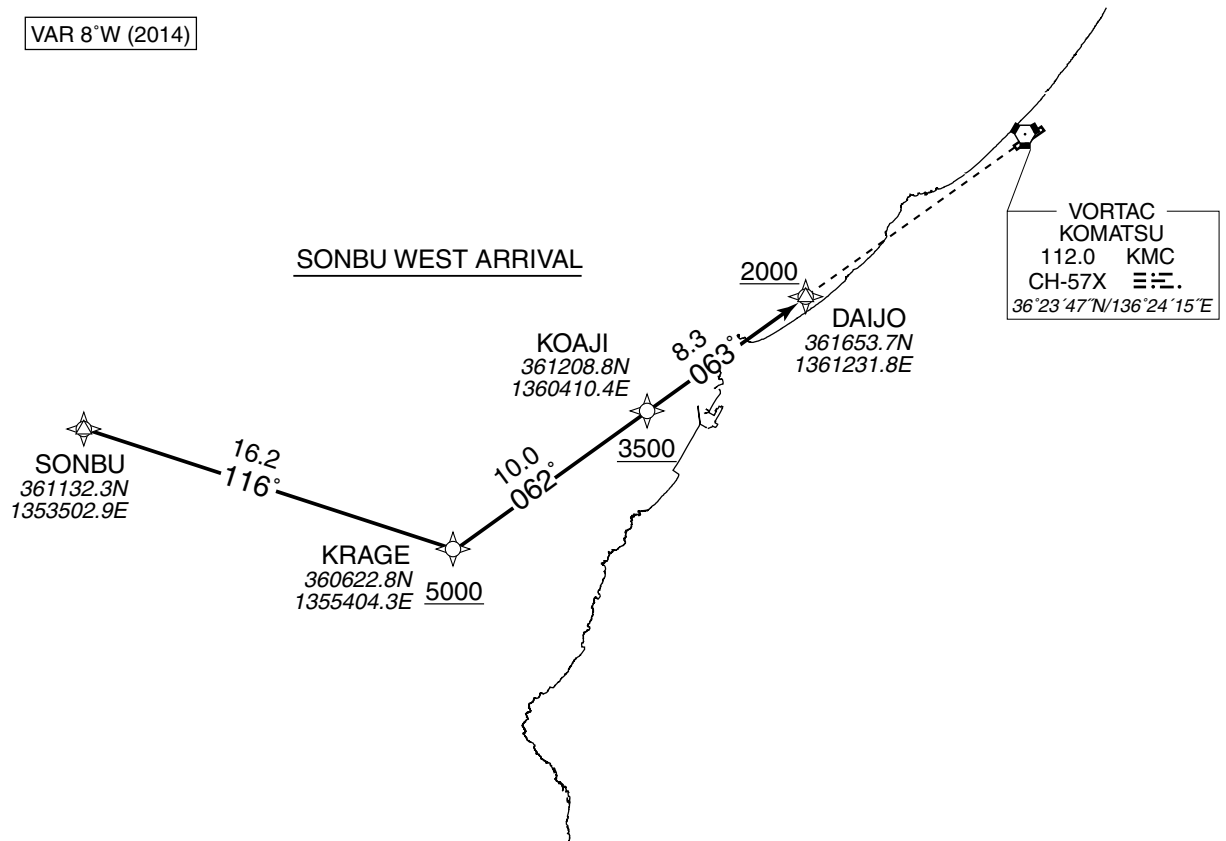 VAR 8°W (2014)
VORTAC
KOMATSU
112.0 KMC
CH-57X
36°23´47˝N/136°24´15˝E
SONBU WEST ARRIVAL
2000
DAIJO
361653.7N
1361231.8E
8.3
063°
KOAJI
361208.8N
1360410.4E
3500
10.0
062°
16.2
116°
SONBU
361132.3N
1353502.9E
KRAGE
360622.8N
1355404.3E
5000